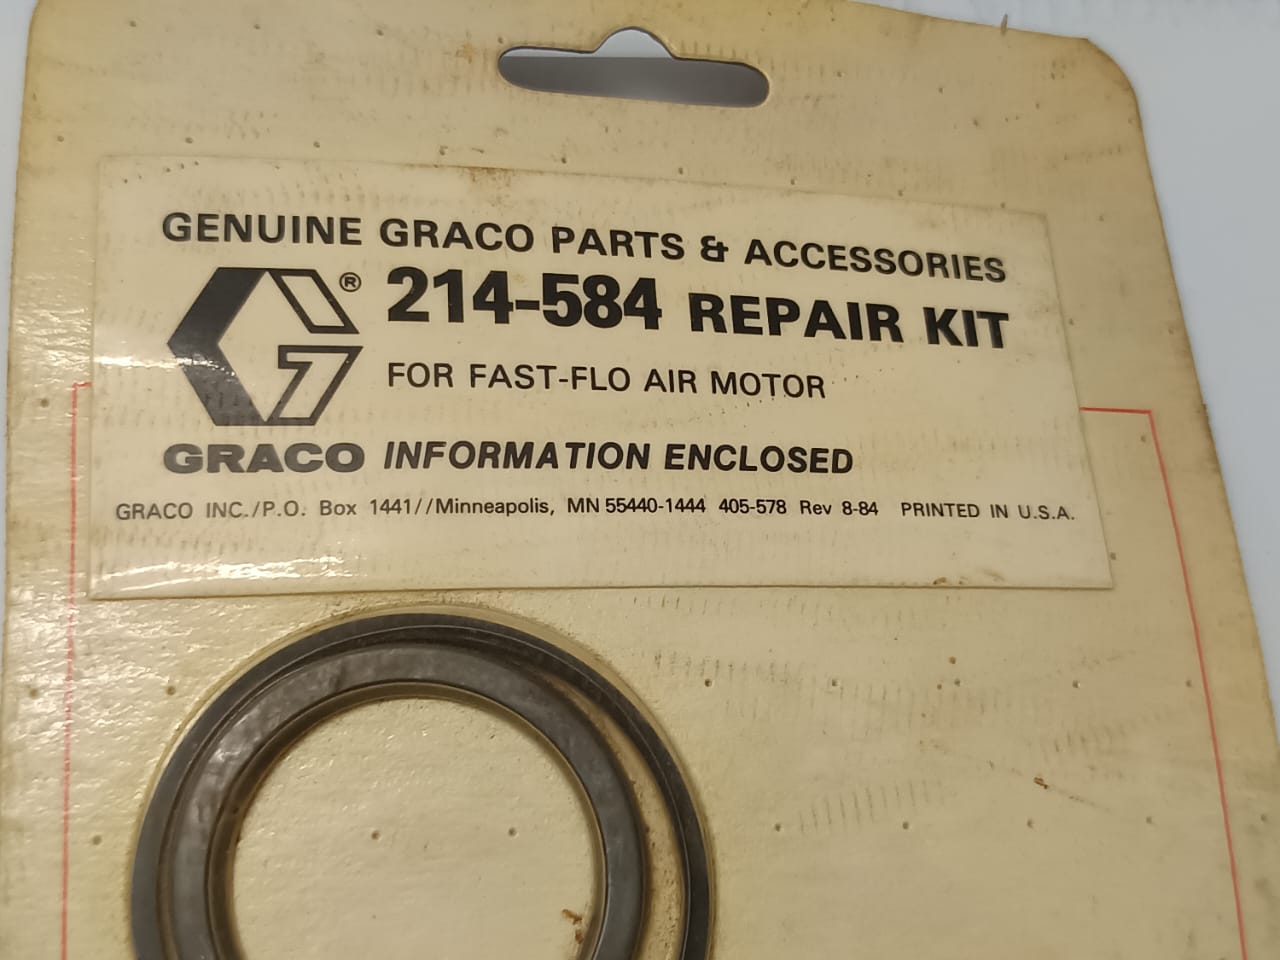 GENUINE GRACO PARTS & ACCESSORIES
® 214-584 REPAIR KIT
FOR FAST-FLO AIR MOTOR
GRACO INFORMATION ENCLOSED
GRACO INC./P.O. Box 1441//Minneapolis, MN 55440-1444 405-578 Rev 8-84 PRINTED IN U.S.A.